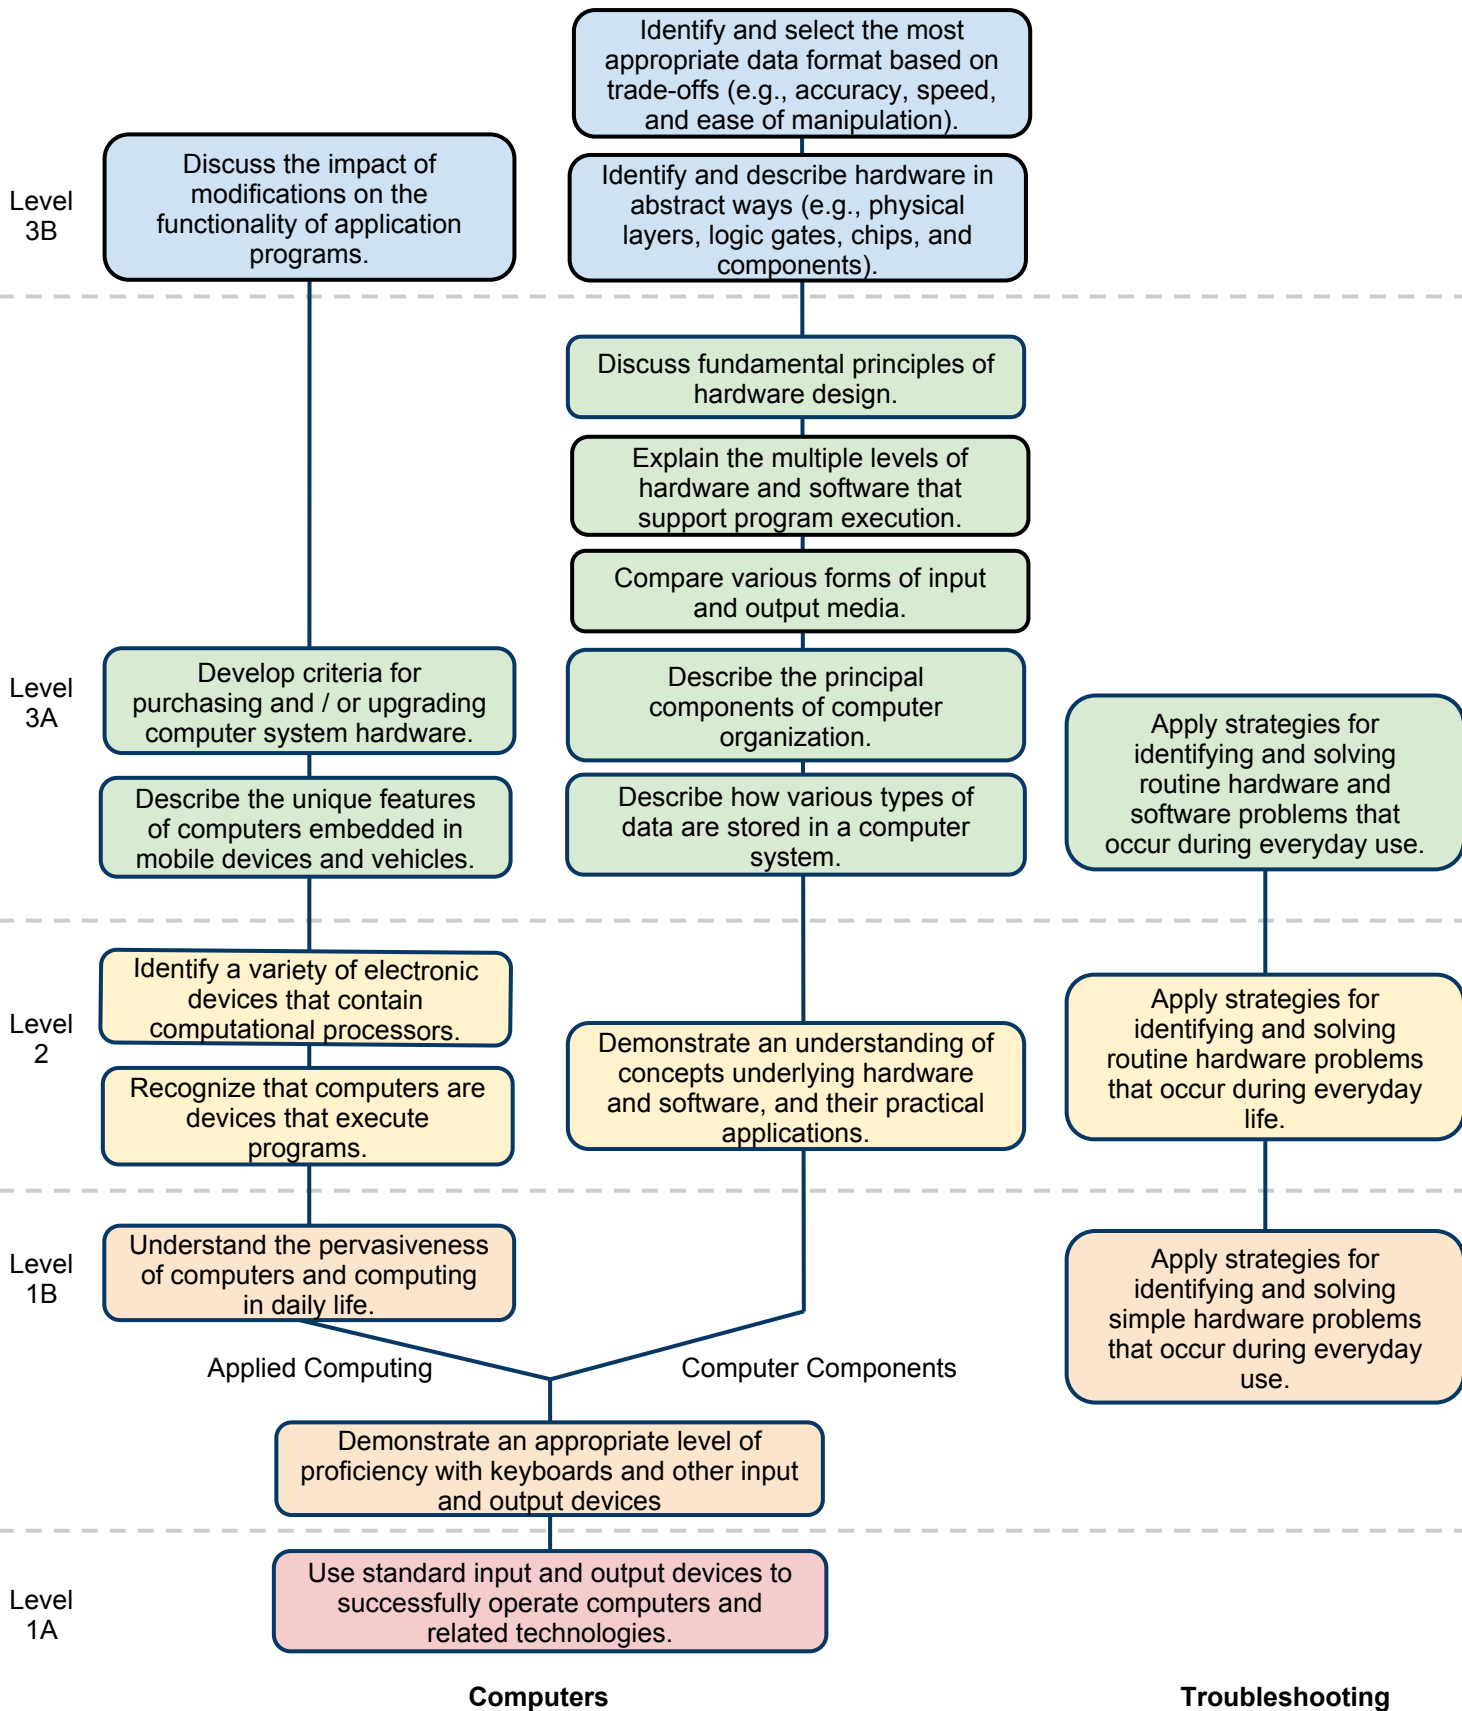 Identify and select the most
appropriate data format based on
trade-offs (e.g., accuracy, speed,
and ease of manipulation).
Level
3B
Discuss the impact of
modifications on the
functionality of application
programs.
Identify and describe hardware in
abstract ways (e.g., physical
layers, logic gates, chips, and
components).
Discuss fundamental principles of
hardware design.
Explain the multiple levels of
hardware and software that
support program execution.
Compare various forms of input
and output media.
Level
3A
Develop criteria for
purchasing and / or upgrading
computer system hardware.
Describe the principal
components of computer
organization.
Apply strategies for
identifying and solving
routine hardware and
software problems that
occur during everyday use.
Describe the unique features
of computers embedded in
mobile devices and vehicles.
Describe how various types of
data are stored in a computer
system.
Level
2
Identify a variety of electronic
devices that contain
computational processors.
Recognize that computers are
devices that execute
programs.
Demonstrate an understanding of
concepts underlying hardware
and software, and their practical
applications.
Apply strategies for
identifying and solving
routine hardware problems
that occur during everyday
life.
Level
1B
Understand the pervasiveness
of computers and computing
in daily life.
Apply strategies for
identifying and solving
simple hardware problems
that occur during everyday
use.
Applied Computing
Computer Components
Demonstrate an appropriate level of
proficiency with keyboards and other input
and output devices
Level
1A
Use standard input and output devices to
successfully operate computers and
related technologies.
Computers
Troubleshooting